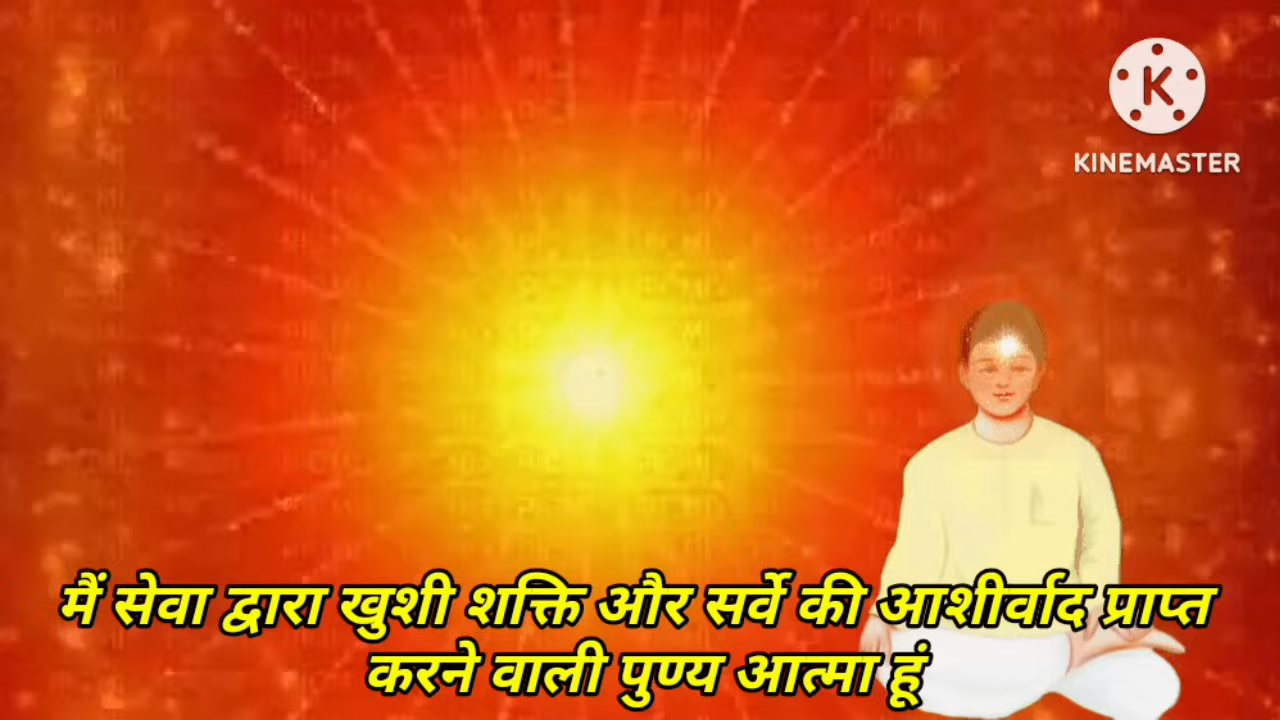 K
KINEMASTER
मैं सेवा द्वारा खुशी शक्ति और सर्वे की आशीर्वाद प्राप्त
करने वाली पुण्य आत्मा हूं